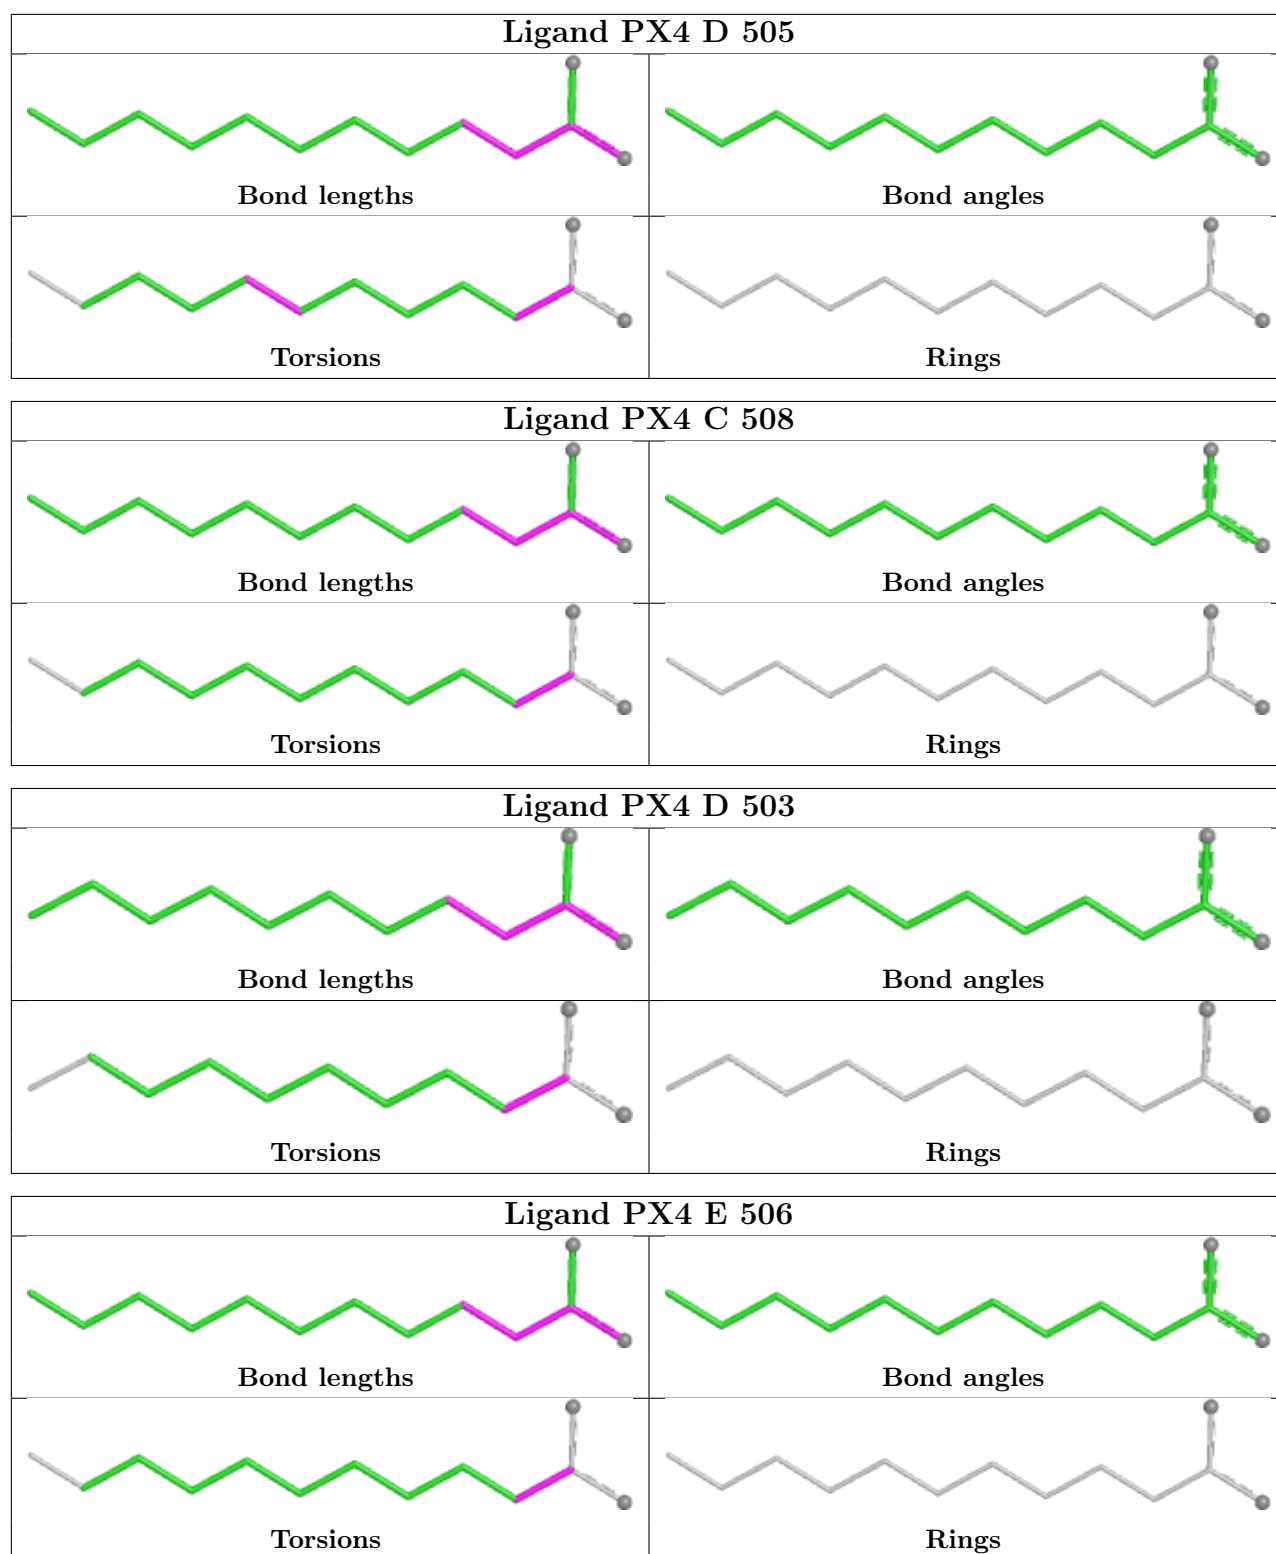 Ligand PX4 D 505
Bond lengths
Bond angles
Torsions
Rings
Ligand PX4 C 508
Bond lengths
Bond angles
Torsions
Rings
Ligand PX4 D 503
Bond lengths
Bond angles
Torsions
Rings
Ligand PX4 E 506
Bond lengths
Bond angles
Torsions
Rings